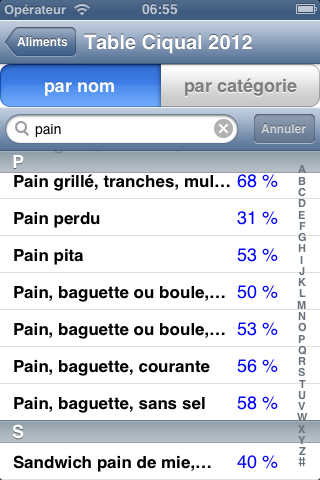 Opérateur 06:55
Aliments Table Ciqual 2012
par nom par catégorie
pain Annuler
P
Pain grillé, tranches, mul... 68 %
Pain perdu 31 %
Pain pita 53 %
Pain, baguette ou boule,... 50 %
Pain, baguette ou boule,... 53 %
Pain, baguette, courante 56 %
Pain, baguette, sans sel 58 %
S
Sandwich pain de mie,... 40 %
A
B
C
D
E
F
G
H
I
J
K
L
M
N
O
P
Q
R
S
T
U
V
W
X
Y
Z
#